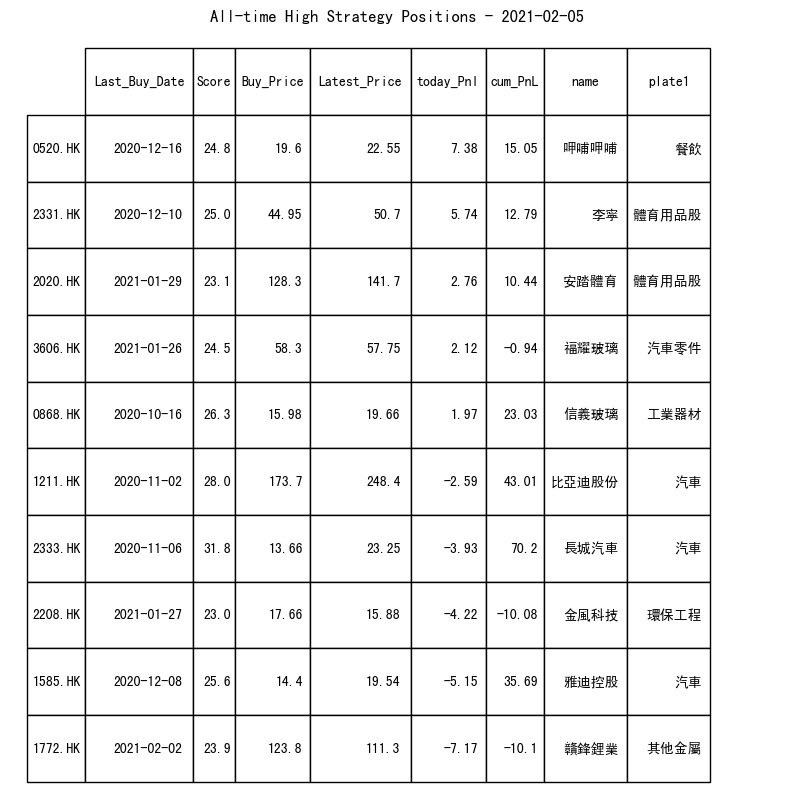 All-time High Strategy Positions - 2021-02-05
Last_Buy_Date Score Buy_Price Latest_Price today_Pnl cum_PnL name plate1
0520.HK 2020-12-16 24.8 19.6 22.55 7.38 15.05 呷哺呷哺 餐飲
2331.HK 2020-12-10 25.0 44.95 50.7 5.74 12.79 李寧 體育用品股
2020.HK 2021-01-29 23.1 128.3 141.7 2.76 10.44 安踏體育 體育用品股
3606.HK 2021-01-26 24.5 58.3 57.75 2.12 -0.94 福耀玻璃 汽車零件
0868.HK 2020-10-16 26.3 15.98 19.66 1.97 23.03 信義玻璃 工業器材
1211.HK 2020-11-02 28.0 173.7 248.4 -2.59 43.01 比亞迪股份 汽車
2333.HK 2020-11-06 31.8 13.66 23.25 -3.93 70.2 長城汽車 汽車
2208.HK 2021-01-27 23.0 17.66 15.88 -4.22 -10.08 金風科技 環保工程
1585.HK 2020-12-08 25.6 14.4 19.54 -5.15 35.69 雅迪控股 汽車
1772.HK 2021-02-02 23.9 123.8 111.3 -7.17 -10.1 贛鋒鋰業 其他金屬